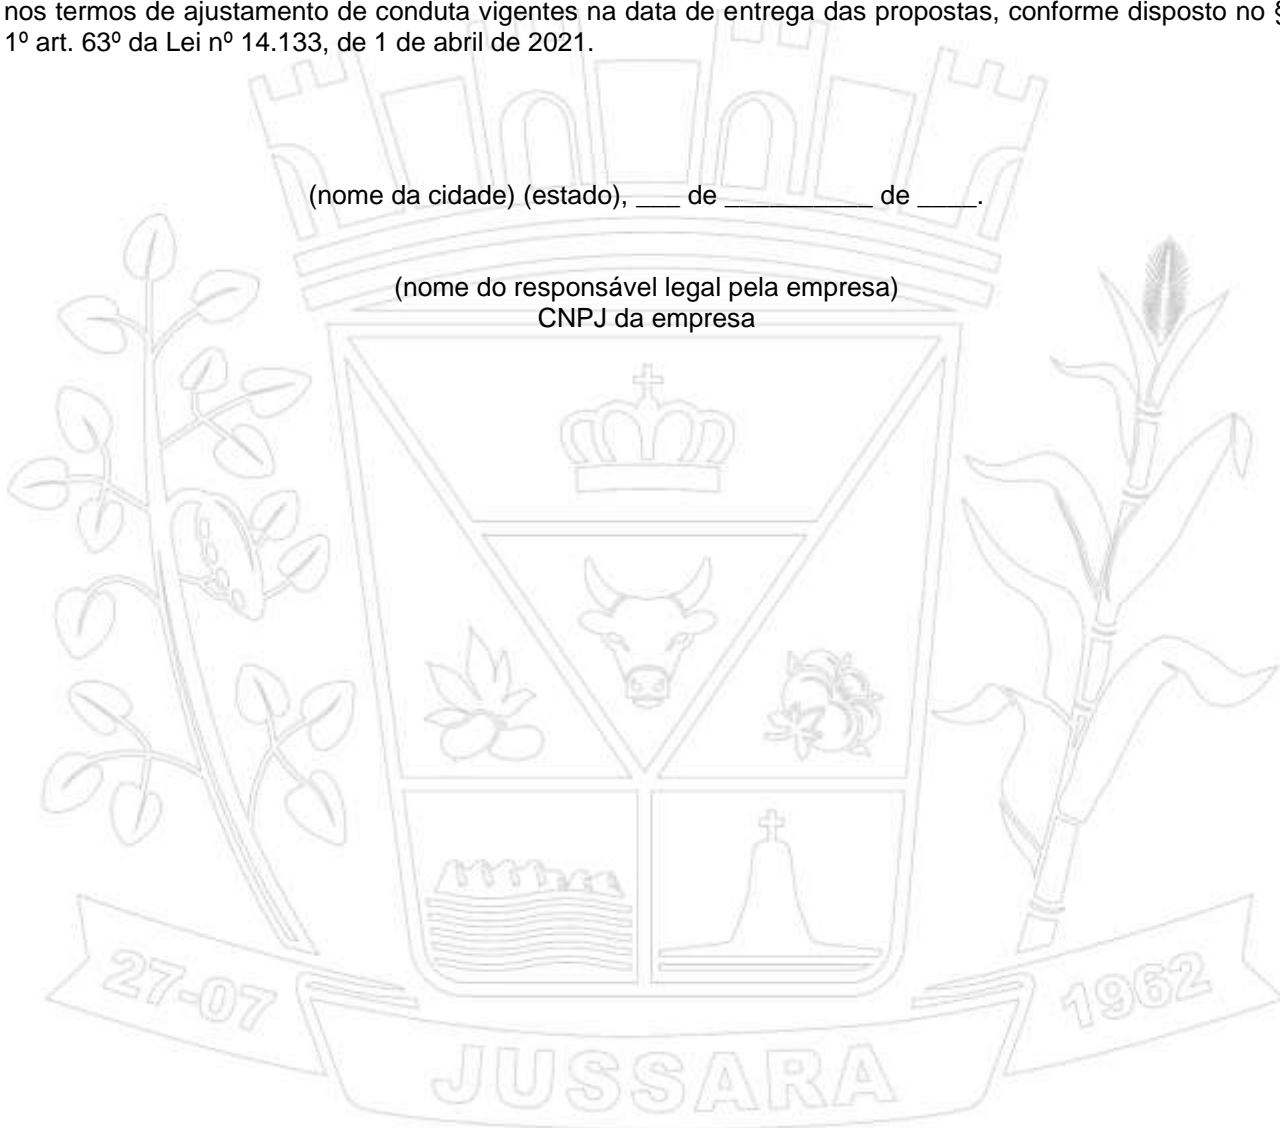 nos termos de ajustamento de conduta vigentes na data de entrega das propostas, conforme disposto no §
1º art. 63º da Lei nº 14.133, de 1 de abril de 2021.
(nome da cidade) (estado), ___ de __________ de ____.
(nome do responsável legal pela empresa)
CNPJ da empresa
27-07
1962
JUSSARA